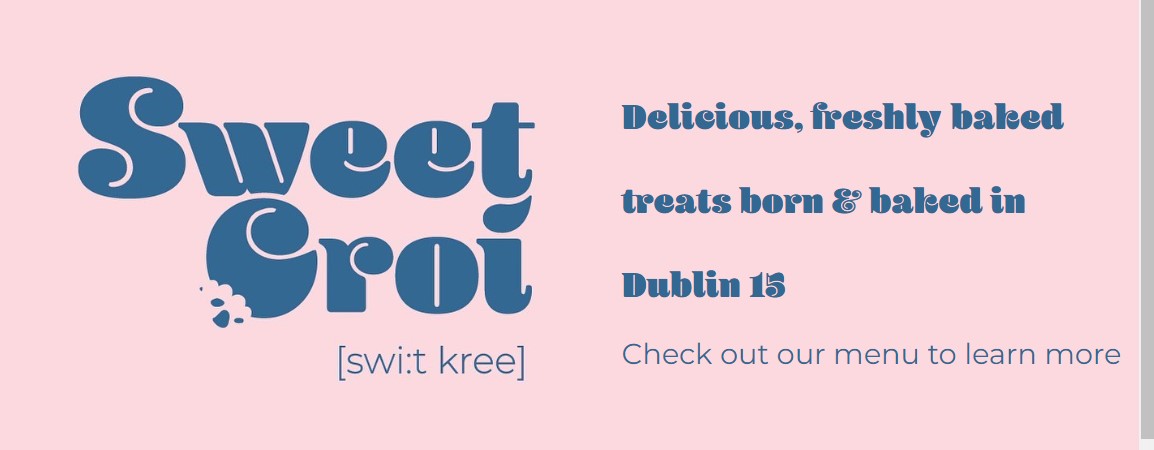 Sweet
Croí
[swi:t kree]
Delicious, freshly baked
treats born & baked in
Dublin 15
Check out our menu to learn more